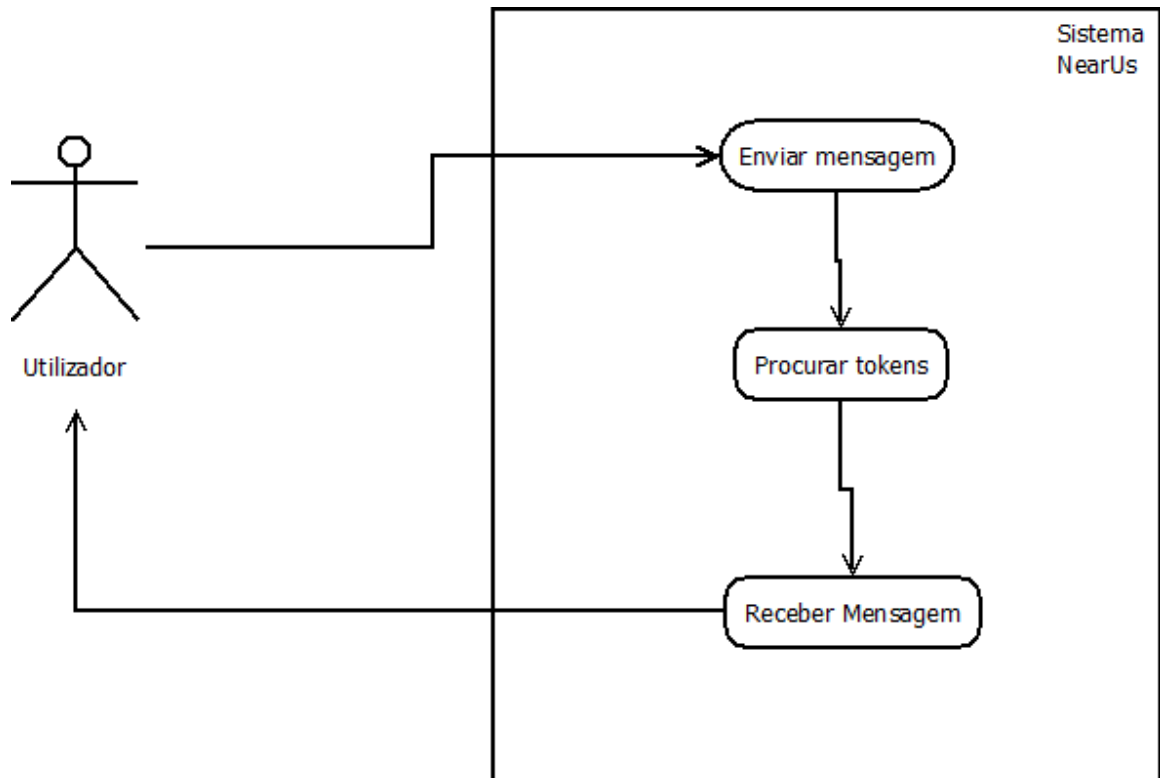 Sistema
NearUs
Enviar mensagem
Procurar tokens
Utilizador
Receber Mensagem